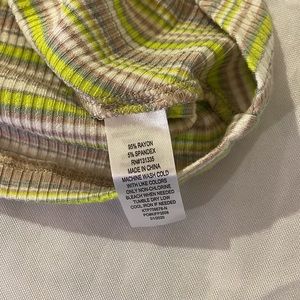 95% RAYON
5% SPANDEX
RN#131335
MADE IN CHINA
MACHINE WASH COLD
WITH LIKE COLORS
ONLY NON-CHLORINE
BLEACH WHEN NEEDED
TUMBLE DRY LOW
COOL IRON IF NEEDED